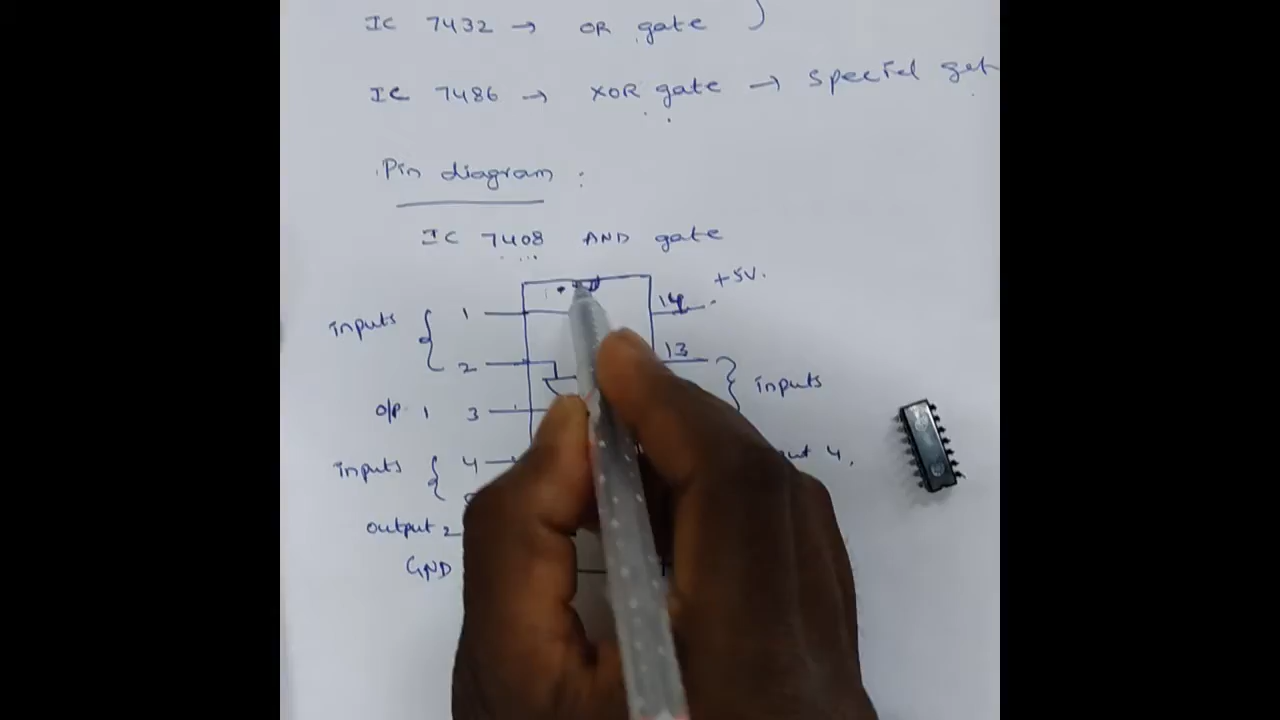 IC 7432 → OR gate )
IC 7486 → XOR gate → Special
Pin diagram :
IC 7408 AND gate
+5V.
inputs { 1 14
2 13 } inputs
O/P 1 3
inputs { 4 4.
output 2
GND